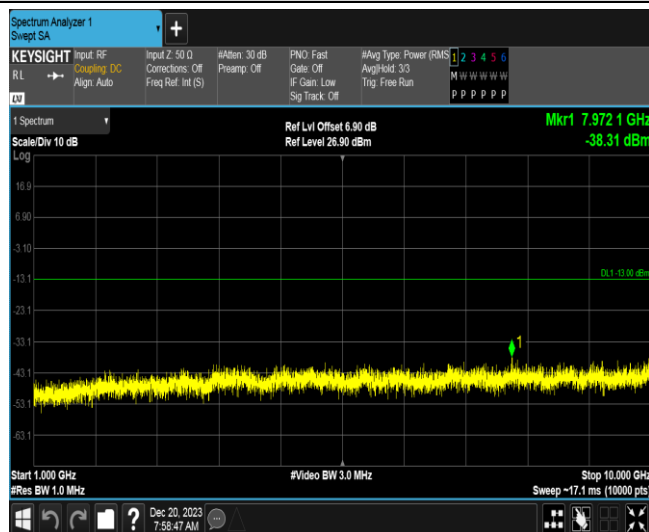 Spectrum Analyzer 1
Swept SA
+
KEYSIGHT
RL
LXI
Input: RF
Coupling: DC
Align: Auto
Input Z: 50 Ω
Corrections: Off
Freq Ref: Int (S)
#Atten: 30 dB
Preamp: Off
PNO: Fast
Gate: Off
IF Gain: Low
Sig Track: Off
#Avg Type: Power (RMS
Avg|Hold: 3/3
Trig: Free Run
1 2 3 4 5 6
M W W W W W
P P P P P P
1 Spectrum
Scale/Div 10 dB
Log
Ref Lvl Offset 6.90 dB
Ref Level 26.90 dBm
Mkr1 7.972 1 GHz
-38.31 dBm
16.9
6.90
-3.10
-13.1
DL1 -13.00 dBm
-23.1
-33.1
1
-43.1
-53.1
-63.1
Start 1.000 GHz
#Res BW 1.0 MHz
#Video BW 3.0 MHz
Stop 10.000 GHz
Sweep ~17.1 ms (10000 pts)
?
Dec 20, 2023
7:58:47 AM